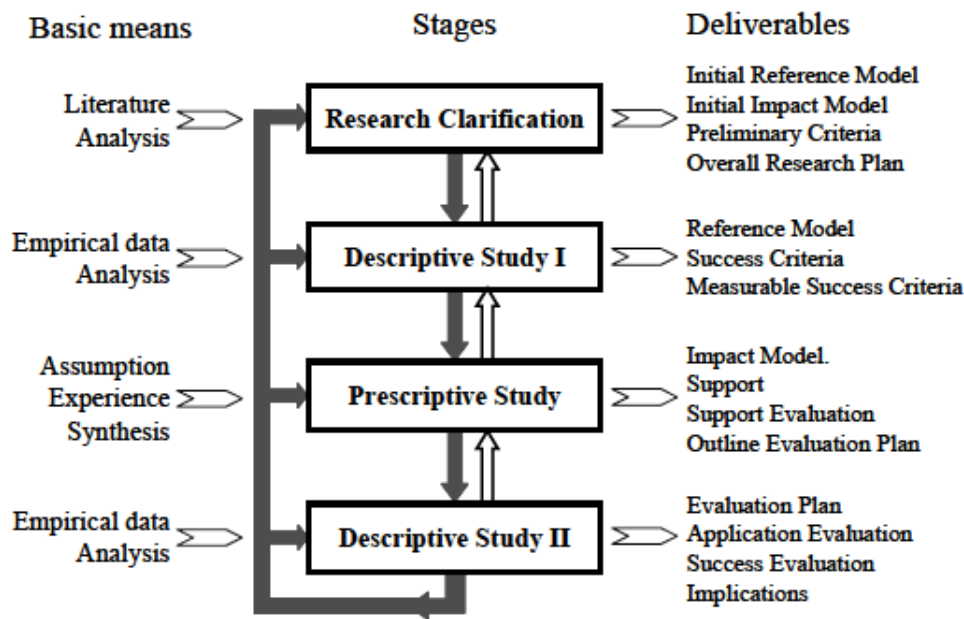 Basic means
Stages
Deliverables
Literature
Analysis
Research Clarification
Initial Reference Model
Initial Impact Model
Preliminary Criteria
Overall Research Plan
Empirical data
Analysis
Descriptive Study I
Reference Model
Success Criteria
Measurable Success Criteria
Assumption
Experience
Synthesis
Prescriptive Study
Impact Model.
Support
Support Evaluation
Outline Evaluation Plan
Empirical data
Analysis
Descriptive Study II
Evaluation Plan
Application Evaluation
Success Evaluation
Implications